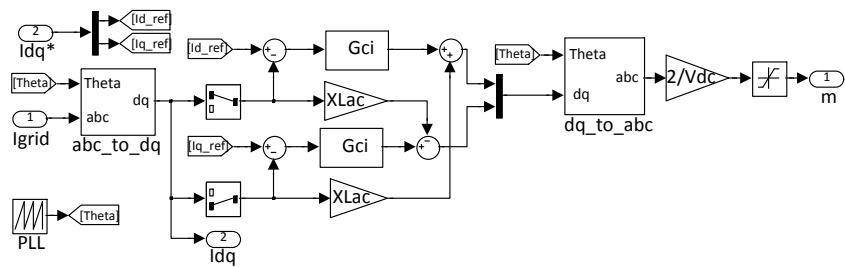 2
Idq*
[Id_ref]
[Iq_ref]
[Theta]
1
Igrid
Theta
abc
dq
abc_to_dq
[Id_ref]
+
-
Gci
+
+
XLac
[Iq_ref]
+
-
Gci
+
-
XLac
[Theta]
Theta
dq
abc
dq_to_abc
2/Vdc
1
m
PLL
[Theta]
2
Idq